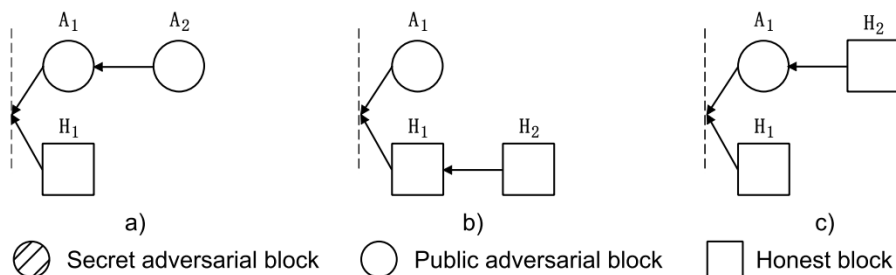 A₁ A₂
H₁
a)
A₁
H₁ H₂
b)
H₂
A₁
H₁
c)
Secret adversarial block
Public adversarial block
Honest block